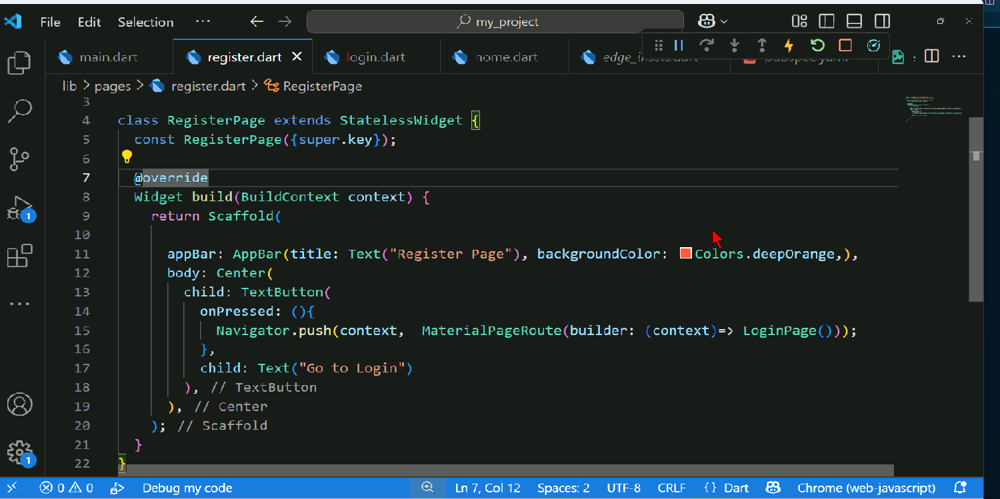 File Edit Selection ··· my_project
main.dart register.dart login.dart home.dart
lib > pages > register.dart > RegisterPage
3
4 class RegisterPage extends StatelessWidget {
5 const RegisterPage({super.key});
6
7 @override
8 Widget build(BuildContext context) {
9 return Scaffold(
10
11 appBar: AppBar(title: Text("Register Page"), backgroundColor: Colors.deepOrange,),
12 body: Center(
13 child: TextButton(
14 onPressed: (){
15 Navigator.push(context,  MaterialPageRoute(builder: (context)=> LoginPage()));
16 },
17 child: Text("Go to Login")
18 ), // TextButton
19 ), // Center
20 ); // Scaffold
21 }
22 }
1
1
0 0 Debug my code Ln 7, Col 12 Spaces: 2 UTF-8 CRLF {} Dart Chrome (web-javascript)